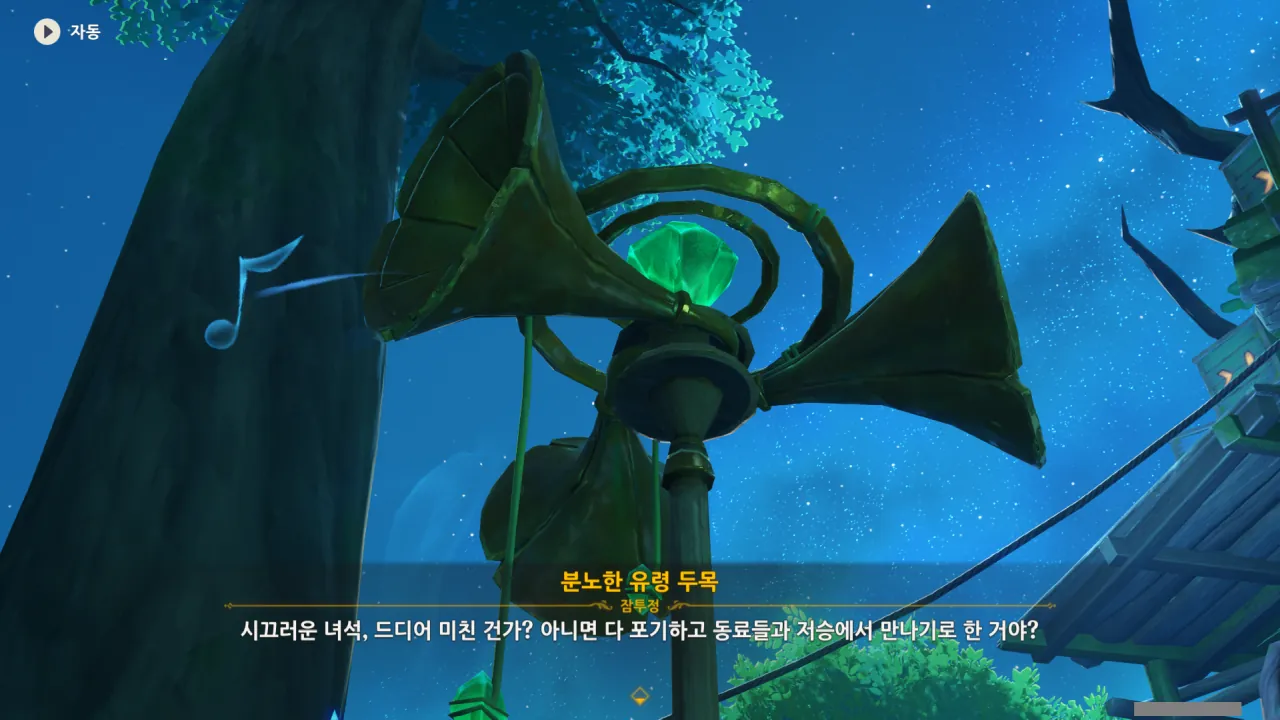 자동
분노한 유령 두목
잠투정
시끄러운 녀석, 드디어 미친 건가? 아니면 다 포기하고 동료들과 저승에서 만나기로 한 거야?